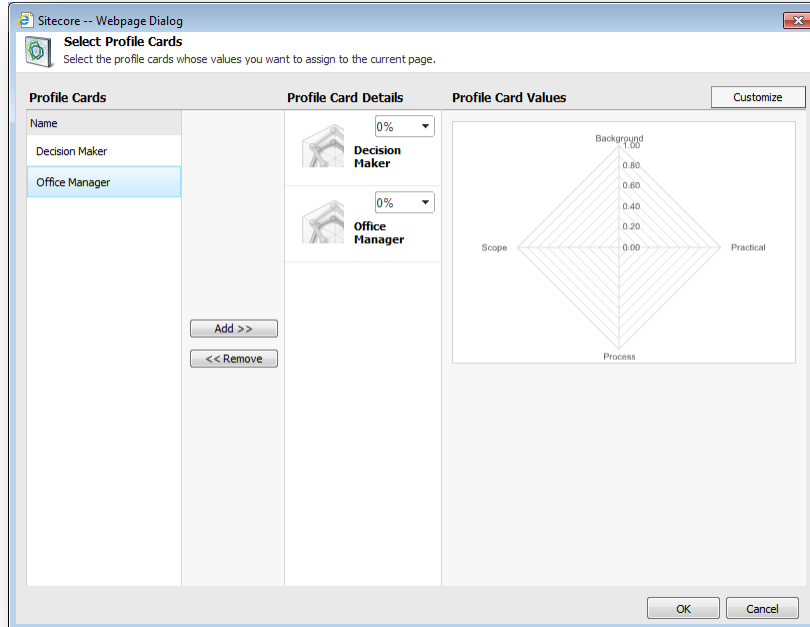 Sitecore -- Webpage Dialog
Select Profile Cards
Select the profile cards whose values you want to assign to the current page.
Profile Cards
Name
Decision Maker
Office Manager
Add >>
<< Remove
Profile Card Details
0%
Decision
Maker
0%
Office
Manager
Profile Card Values
Customize
Background
1.00
0.80
0.60
0.40
0.20
0.00
Scope
Practical
Process
OK
Cancel